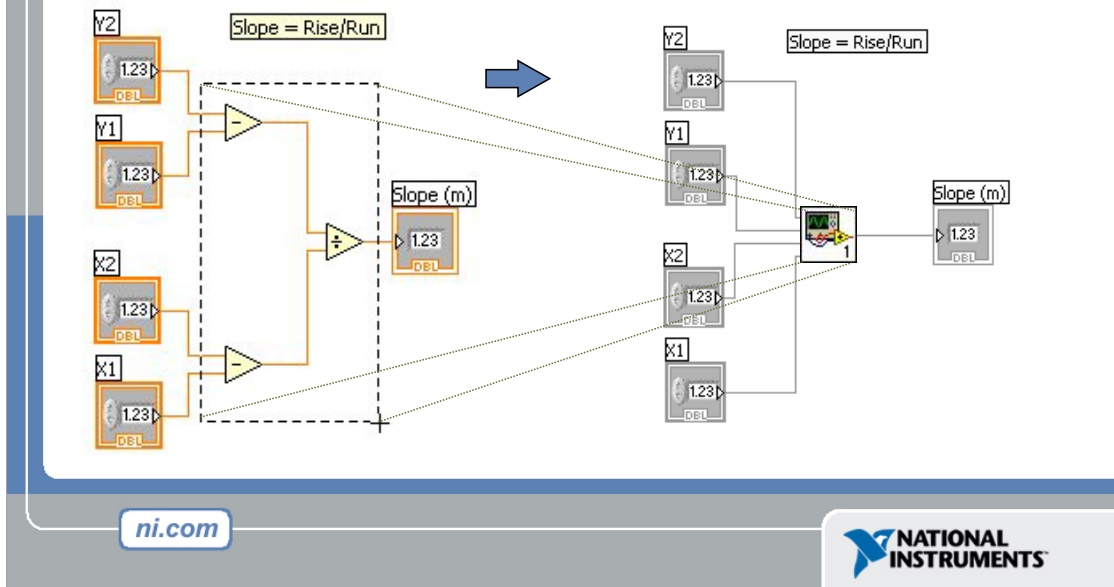 Y2
Slope = Rise/Run
1.23
DBL
Y1
1.23
DBL
Slope (m)
1.23
DBL
X2
1.23
DBL
X1
1.23
DBL
Y2
Slope = Rise/Run
1.23
DBL
Y1
1.23
DBL
Slope (m)
1.23
DBL
1
X2
1.23
DBL
X1
1.23
DBL
ni.com
NATIONAL
INSTRUMENTS™